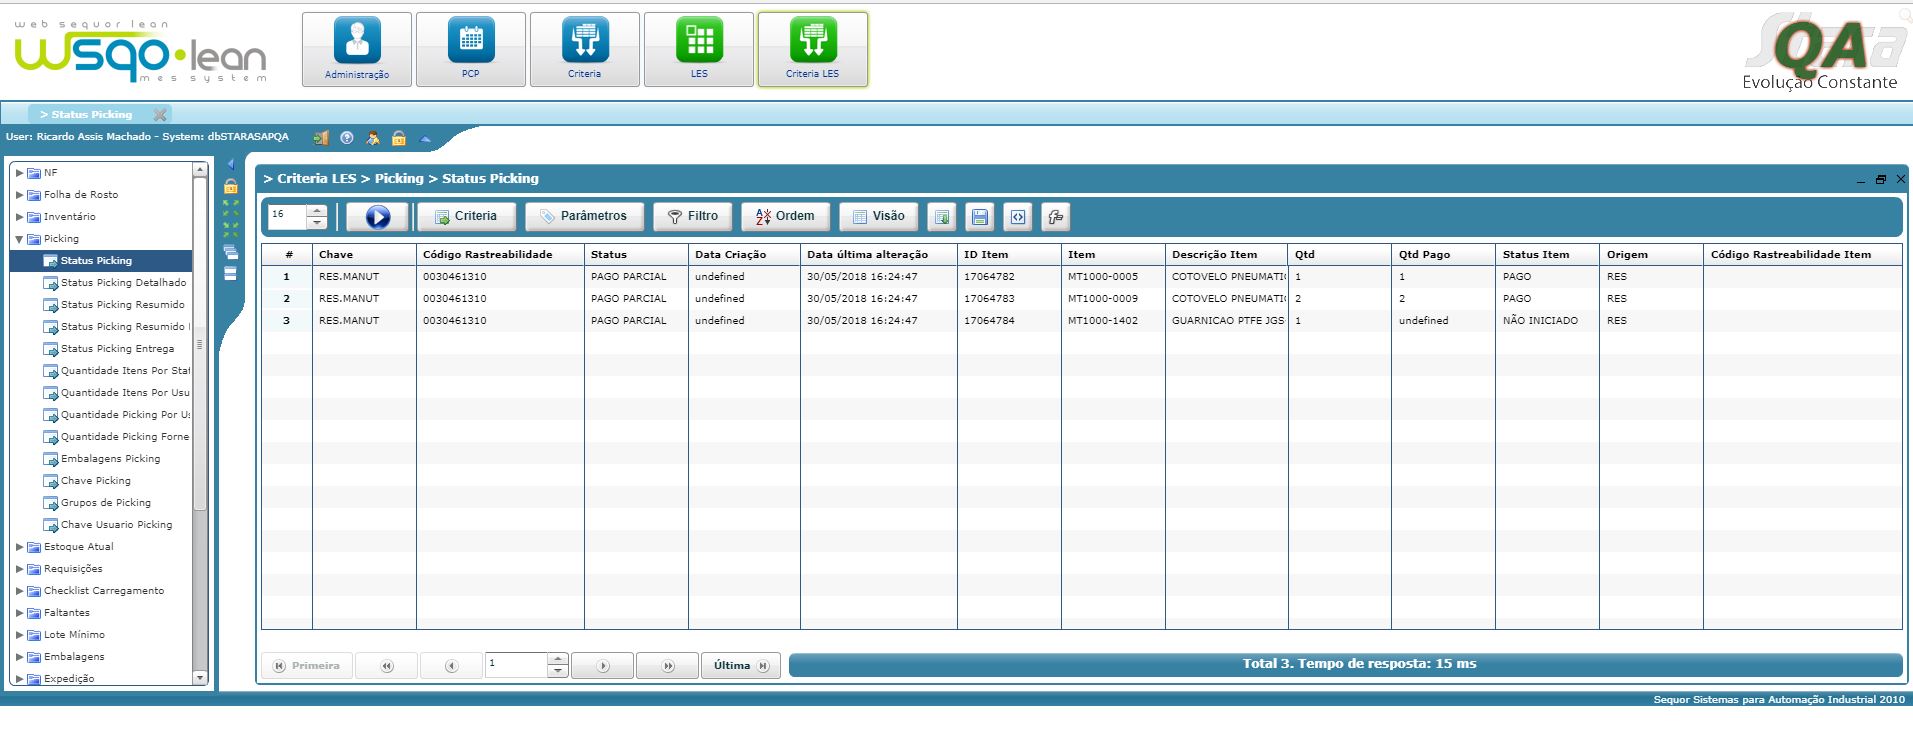 web sequor lean
wsqo•lean
mes system
Administração
PCP
Criteria
LES
Criteria LES
QA
Evolução Constante
> Status Picking
User: Ricardo Assis Machado - System: dbSTARASAPQA
NF
Folha de Rosto
Inventário
Picking
Status Picking
Status Picking Detalhado
Status Picking Resumido
Status Picking Resumido
Status Picking Entrega
Quantidade Itens Por Stat
Quantidade Itens Por Usu
Quantidade Picking Por Us
Quantidade Picking Forne
Embalagens Picking
Chave Picking
Grupos de Picking
Chave Usuario Picking
Estoque Atual
Requisições
Checklist Carregamento
Faltantes
Lote Mínimo
Embalagens
Expedição
> Criteria LES > Picking > Status Picking
16 Criteria Parâmetros Filtro Ordem Visão
# Chave Código Rastreabilidade Status Data Criação Data última alteração ID Item Item Descrição Item Qtd Qtd Pago Status Item Origem Código Rastreabilidade Item
1 RES.MANUT 0030461310 PAGO PARCIAL undefined 30/05/2018 16:24:47 17064782 MT1000-0005 COTOVELO PNEUMATIC 1 1 PAGO RES
2 RES.MANUT 0030461310 PAGO PARCIAL undefined 30/05/2018 16:24:47 17064783 MT1000-0009 COTOVELO PNEUMATIC 2 2 PAGO RES
3 RES.MANUT 0030461310 PAGO PARCIAL undefined 30/05/2018 16:24:47 17064784 MT1000-1402 GUARNICAO PTFE JGS 1 undefined NÃO INICIADO RES
Primeira 1 Última
Total 3. Tempo de resposta: 15 ms
Sequor Sistemas para Automação Industrial 2010